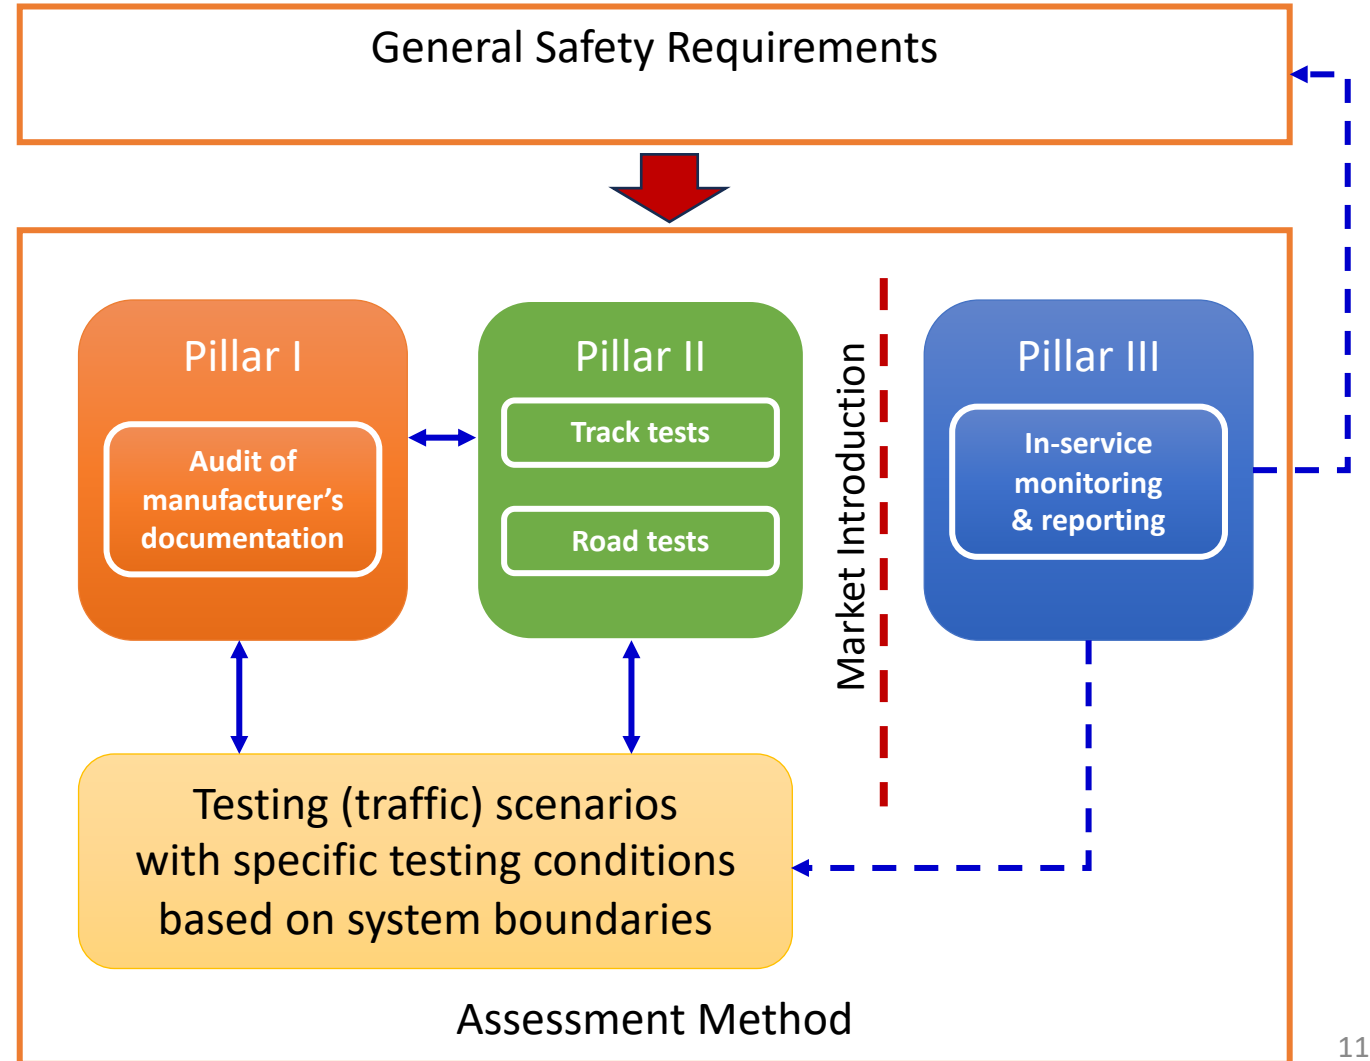 General Safety Requirements
Pillar I
Audit of
manufacturer’s
documentation
Pillar II
Track tests
Road tests
Market Introduction
Pillar III
In-service
monitoring
& reporting
Testing (traffic) scenarios
with specific testing conditions
based on system boundaries
Assessment Method
11